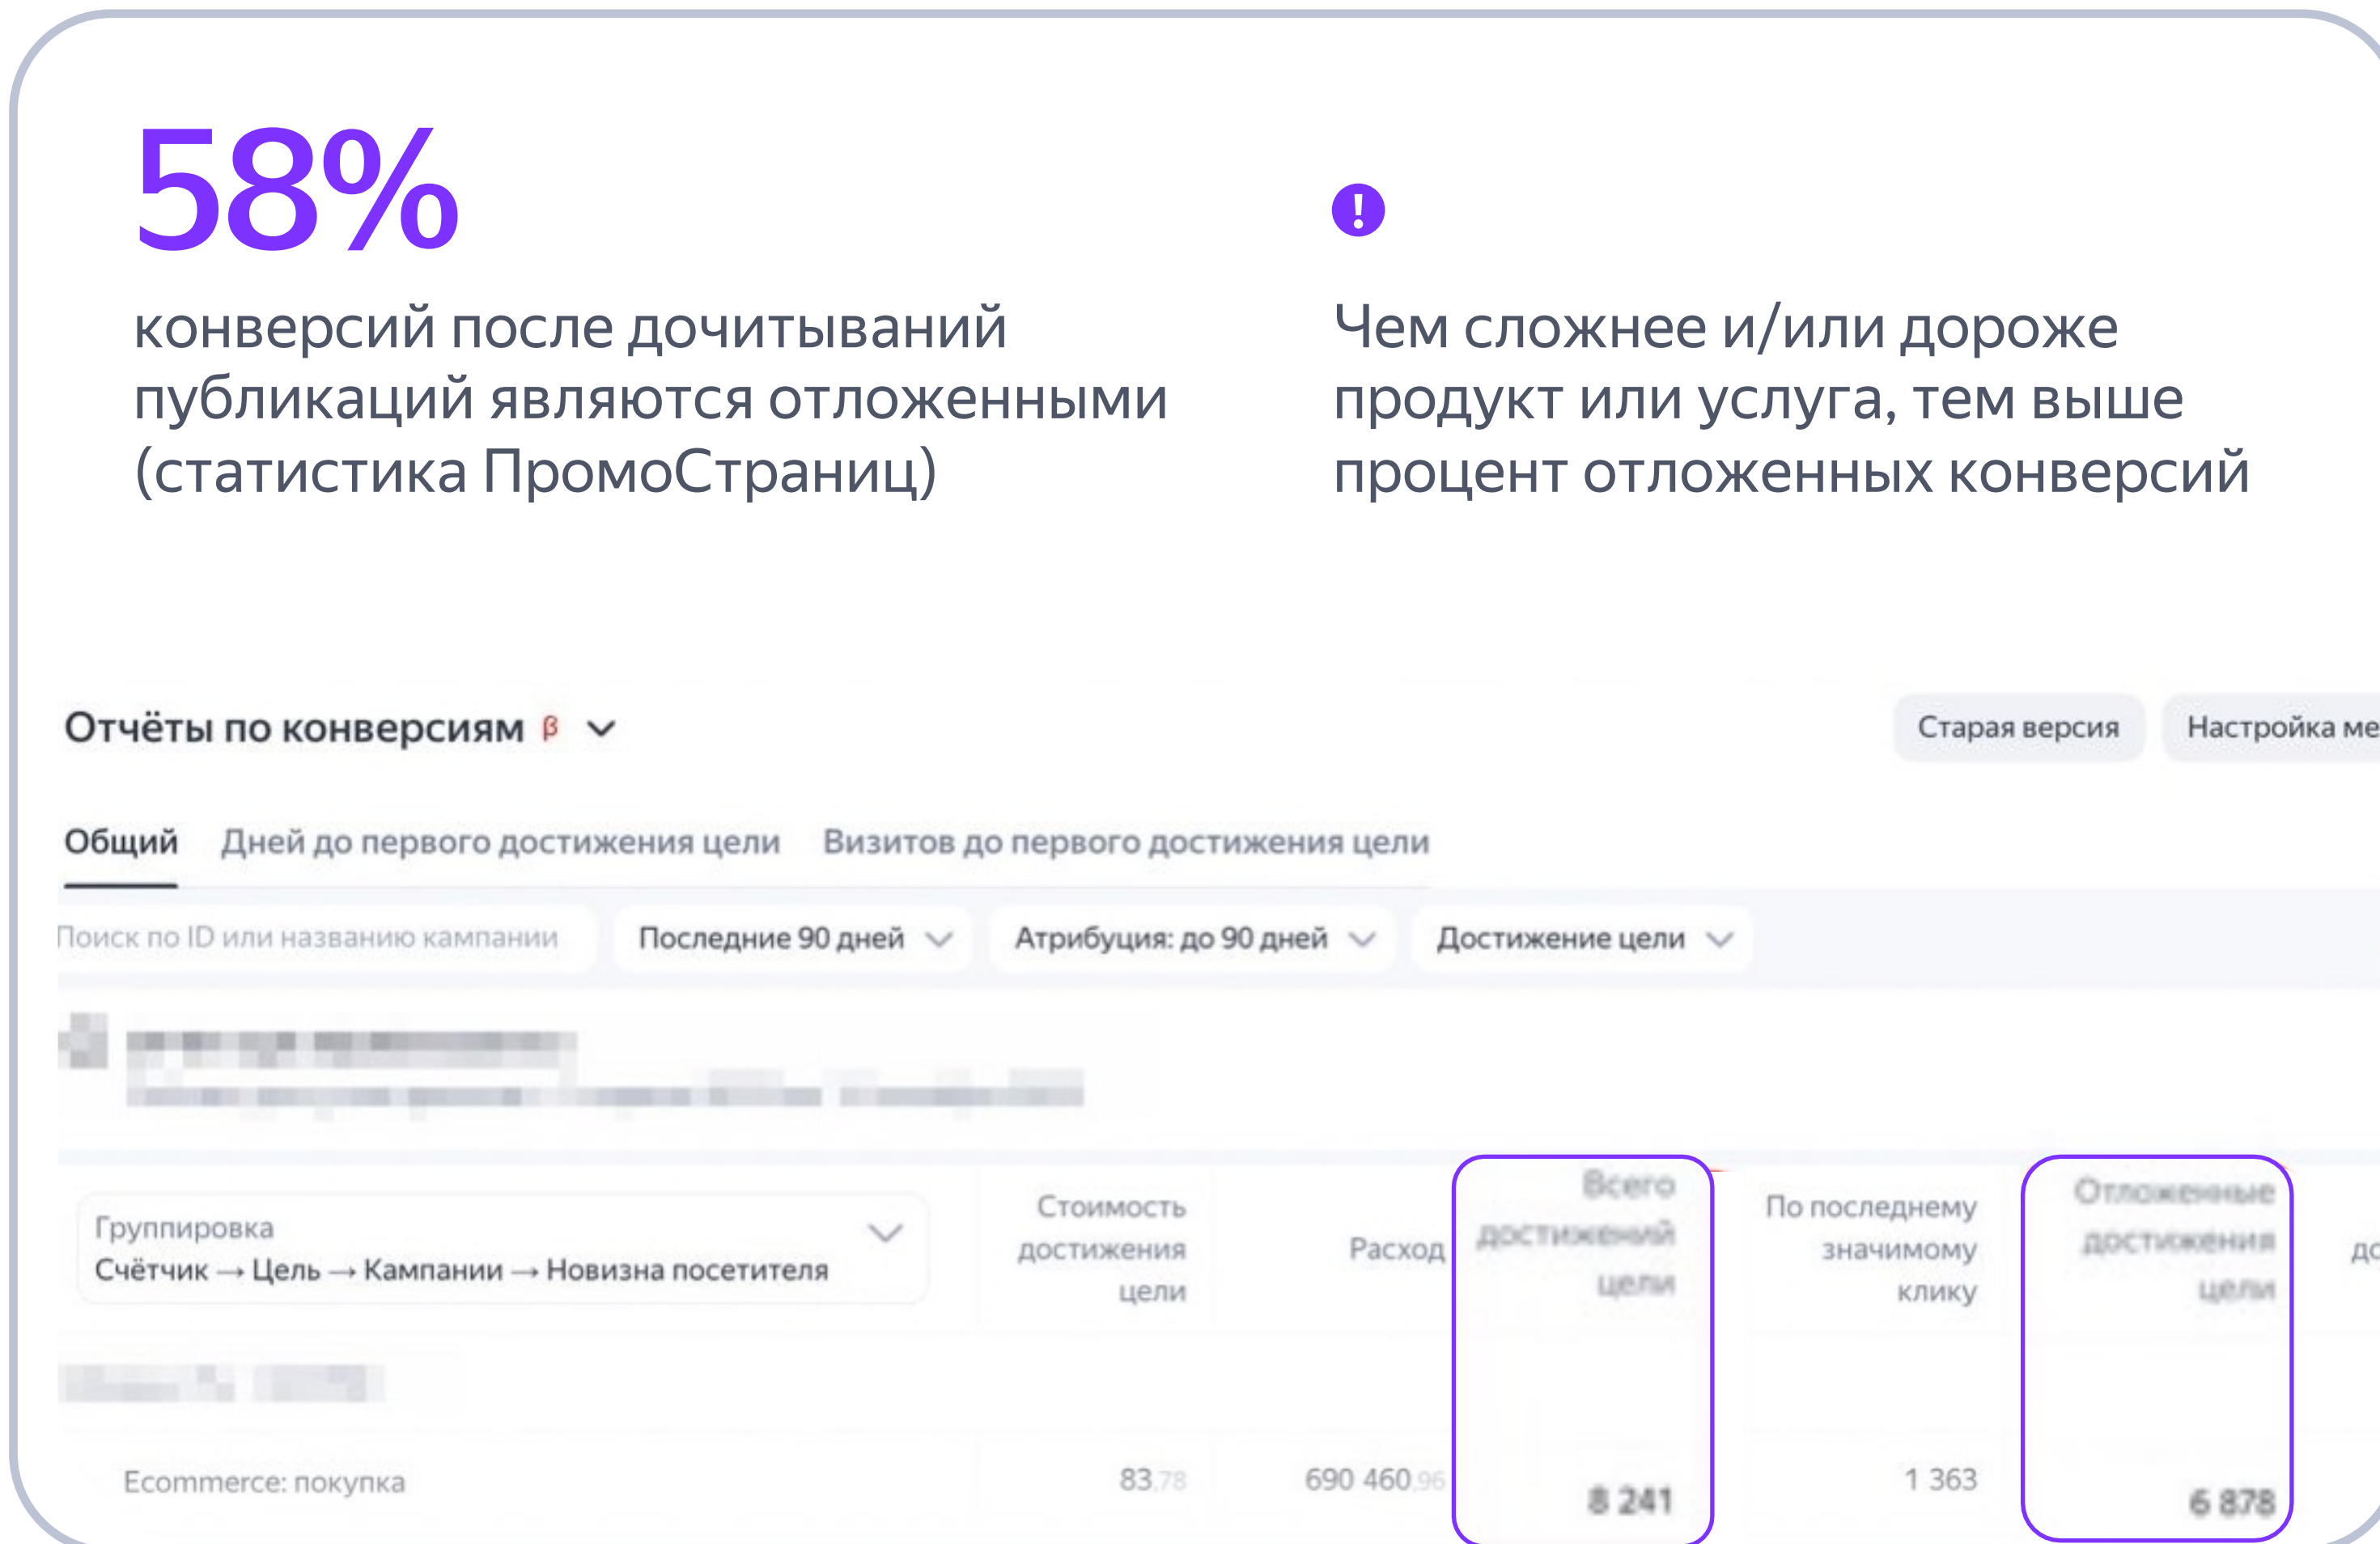 58%
конверсий после дочитываний
публикаций являются отложенными
(статистика ПромоСтраниц)
!
Чем сложнее и/или дороже
продукт или услуга, тем выше
процент отложенных конверсий
Отчёты по конверсиям β
Старая версия
Настройка ме
Общий
Дней до первого достижения цели
Визитов до первого достижения цели
Поиск по ID или названию кампании
Последние 90 дней
Атрибуция: до 90 дней
Достижение цели
Группировка
Счётчик → Цель → Кампании → Новизна посетителя
Стоимость
достижения
цели
Расход
Всего
достижений
цели
По последнему
значимому
клику
Отложенные
достижения
цели
до
Ecommerce: покупка
83,78
690 460,96
8 241
1 363
6 878